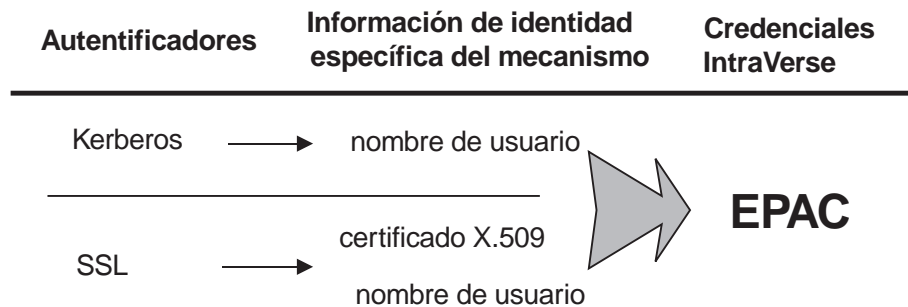 Autentificadores
Información de identidad
específica del mecanismo
Credenciales
IntraVerse
Kerberos
nombre de usuario
EPAC
SSL
certificado X.509
nombre de usuario